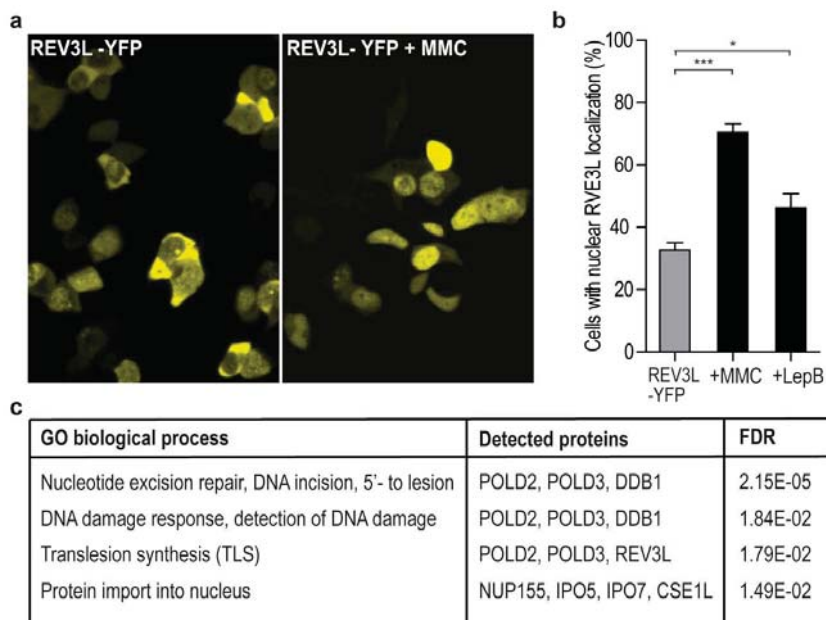 a
REV3L -YFP
REV3L- YFP + MMC
b
Cells with nuclear RVE3L localization (%)
100
80
60
40
20
0
***
*
REV3L
-YFP
+MMC
+LepB
c
GO biological process Detected proteins FDR
Nucleotide excision repair, DNA incision, 5'- to lesion POLD2, POLD3, DDB1 2.15E-05
DNA damage response, detection of DNA damage POLD2, POLD3, DDB1 1.84E-02
Translesion synthesis (TLS) POLD2, POLD3, REV3L 1.79E-02
Protein import into nucleus NUP155, IPO5, IPO7, CSE1L 1.49E-02